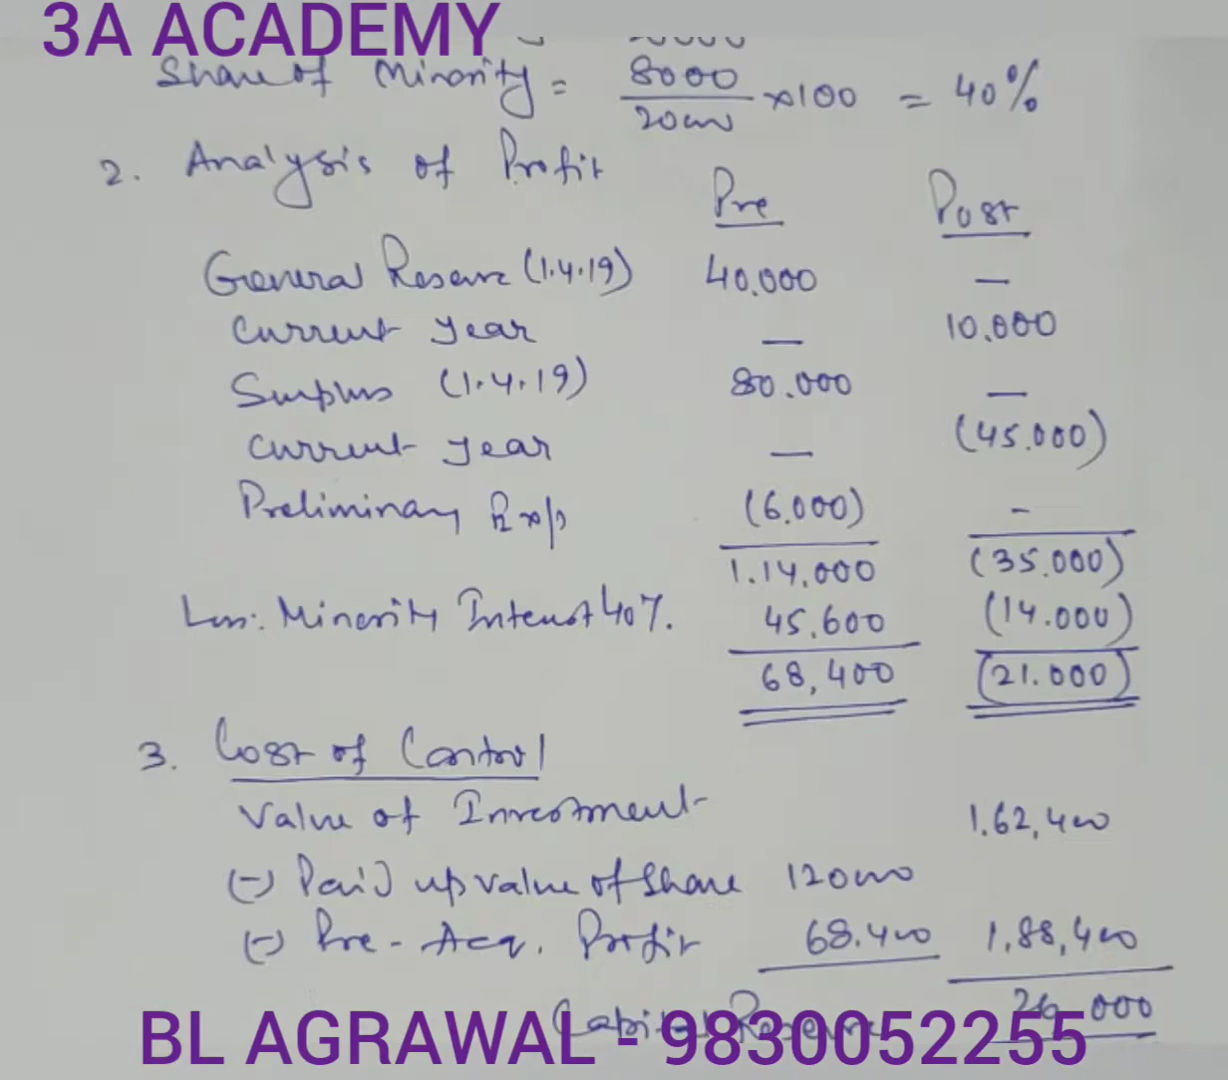 3A ACADEMY
Share of Minority = 8000 / 20000 × 100 = 40%
2. Analysis of Profit
Pre Post
General Reserve (1.4.19) 40,000 —
Current year — 10,000
Surplus (1.4.19) 80,000 —
Current year — (45,000)
Preliminary Exp (6,000) -
1,14,000 (35,000)
Less: Minority Interest 40% 45,600 (14,000)
68,400 (21,000)
3. Cost of Control
Value of Investment 1,62,400
(-) Paid up value of share 120000
(-) Pre-Acq. Profit 68,400 1,88,400
Capital Reserve 26,000
BL AGRAWAL - 9830052255